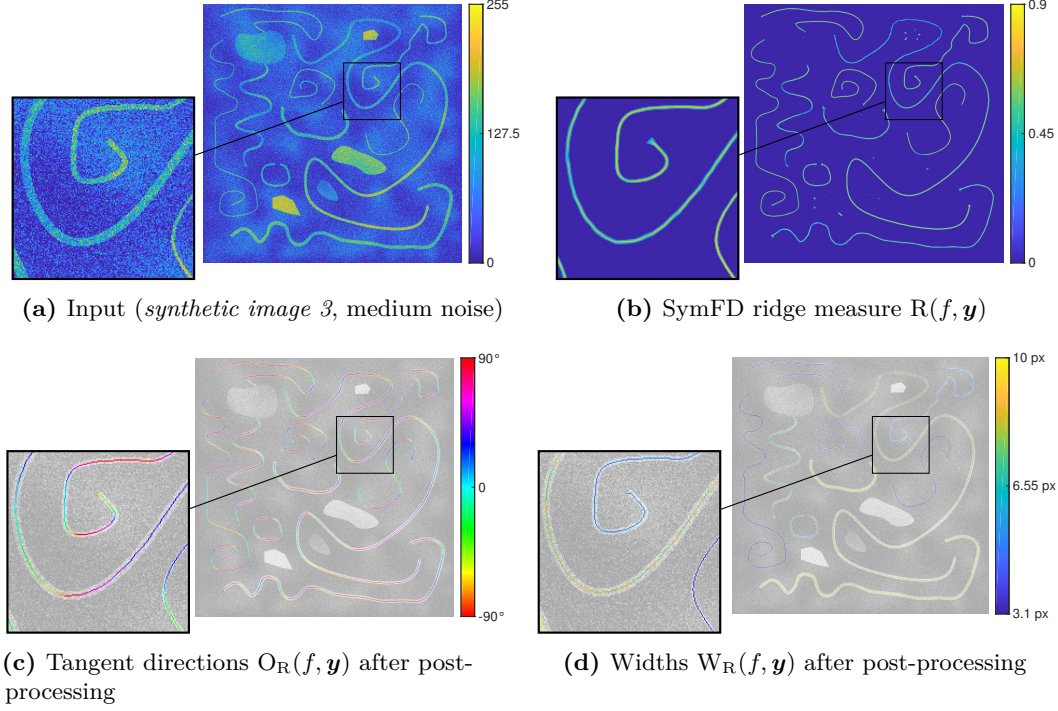 255
127.5
0
0.9
0.45
0
(a) Input (synthetic image 3, medium noise)
(b) SymFD ridge measure R(f, y)
90°
0
-90°
10 px
6.55 px
3.1 px
(c) Tangent directions O_R(f, y) after post-
processing
(d) Widths W_R(f, y) after post-processing